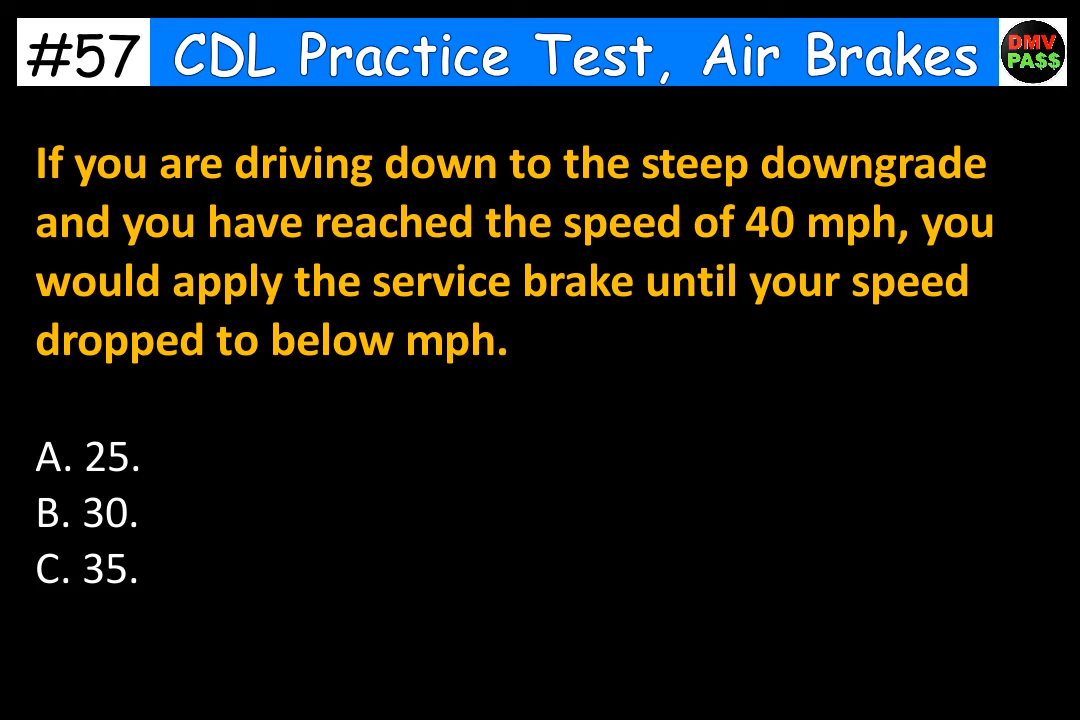 #57 CDL Practice Test, Air Brakes DMV
PA$$
If you are driving down to the steep downgrade
and you have reached the speed of 40 mph, you
would apply the service brake until your speed
dropped to below mph.
A. 25.
B. 30.
C. 35.